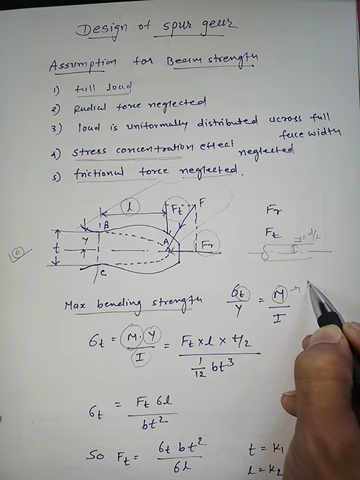 Design of spur gear
Assumption for Beam strength
1) full load
2) Radial force neglected
3) load is uniformally distributed across full
face width
4) stress concentration effect neglected
5) frictional force neglected.
l
Ft
F
B
t
y
A
Fr
C
Fr
Ft
y = t/2
Max bending strength
σt / y = M / I
σt = M y / I = Ft × l × t/2 / (1/12 bt³)
σt = Ft 6l / bt²
So Ft = σt bt² / 6l
t = K1
l = K2